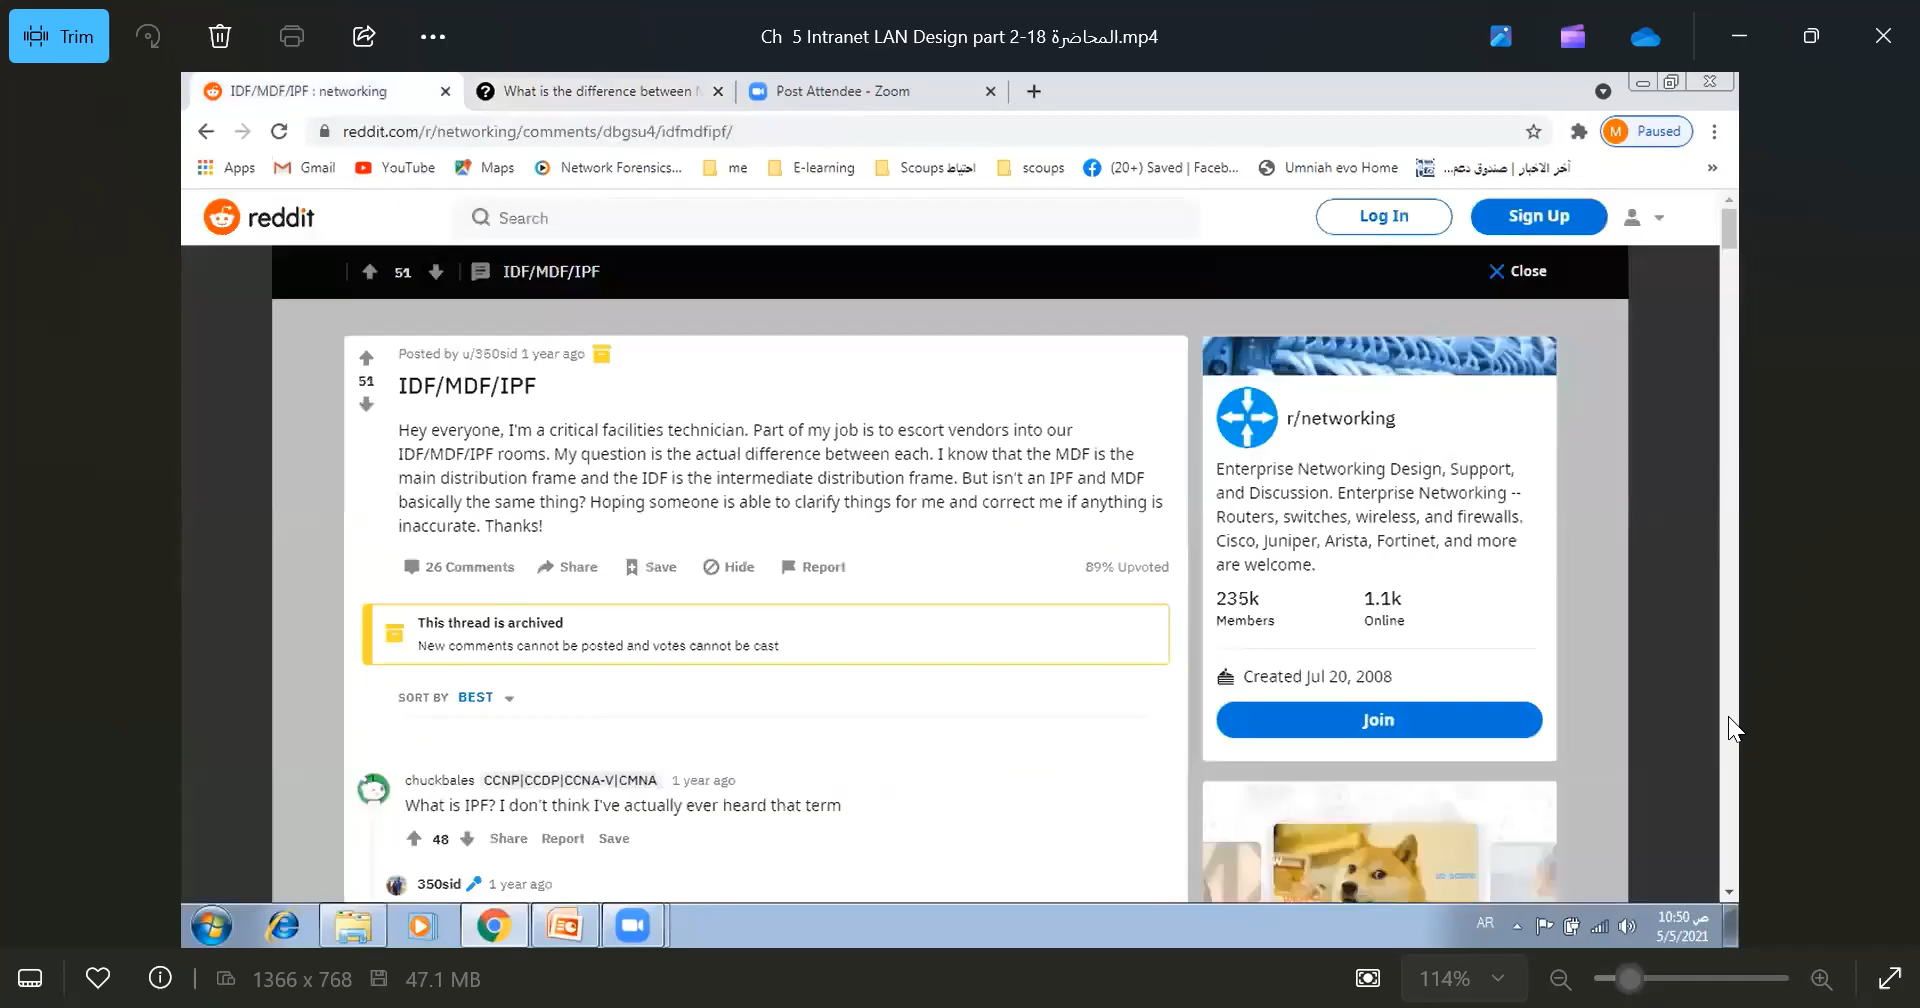 Trim
Ch 5 Intranet LAN Design part 2-18 المحاضرة.mp4
IDF/MDF/IPF : networking
What is the difference between
Post Attendee - Zoom
reddit.com/r/networking/comments/dbgsu4/idfmdfipf/
M Paused
Apps
Gmail
YouTube
Maps
Network Forensics...
me
E-learning
Scoups احتياط
scoups
(20+) Saved | Faceb...
Umniah evo Home
آخر الاخبار | صندوق دعم...
»
reddit
Search
Log In
Sign Up
51
IDF/MDF/IPF
Close
Posted by u/350sid 1 year ago
51
IDF/MDF/IPF
Hey everyone, I'm a critical facilities technician. Part of my job is to escort vendors into our
IDF/MDF/IPF rooms. My question is the actual difference between each. I know that the MDF is the
main distribution frame and the IDF is the intermediate distribution frame. But isn't an IPF and MDF
basically the same thing? Hoping someone is able to clarify things for me and correct me if anything is
inaccurate. Thanks!
26 Comments
Share
Save
Hide
Report
89% Upvoted
This thread is archived
New comments cannot be posted and votes cannot be cast
SORT BY BEST
chuckbales CCNP|CCDP|CCNA-V|CMNA 1 year ago
What is IPF? I don't think I've actually ever heard that term
48 Share Report Save
350sid 1 year ago
r/networking
Enterprise Networking Design, Support,
and Discussion. Enterprise Networking --
Routers, switches, wireless, and firewalls.
Cisco, Juniper, Arista, Fortinet, and more
are welcome.
235k 1.1k
Members Online
Created Jul 20, 2008
Join
AR
10:50 ص
5/5/2021
1366 x 768
47.1 MB
114%